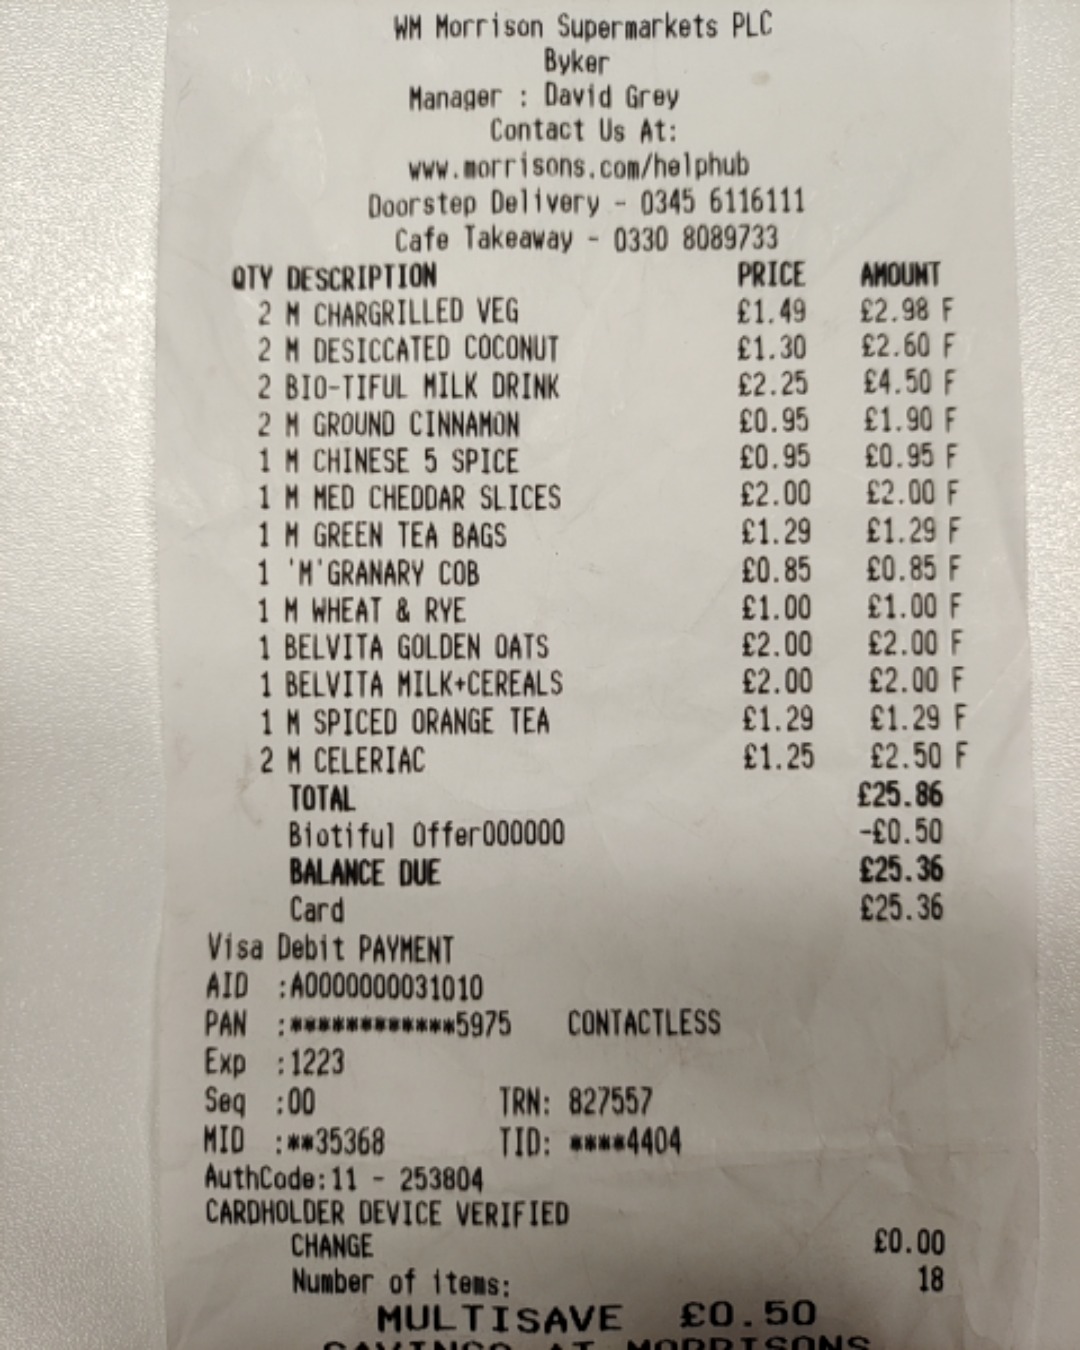 WM Morrison Supermarkets PLC
Byker
Manager : David Grey
Contact Us At:
www.morrisons.com/helphub
Doorstep Delivery - 0345 6116111
Cafe Takeaway - 0330 8089733
QTY DESCRIPTION PRICE AMOUNT
2 M CHARGRILLED VEG £1.49 £2.98 F
2 M DESICCATED COCONUT £1.30 £2.60 F
2 BIO-TIFUL MILK DRINK £2.25 £4.50 F
2 M GROUND CINNAMON £0.95 £1.90 F
1 M CHINESE 5 SPICE £0.95 £0.95 F
1 M MED CHEDDAR SLICES £2.00 £2.00 F
1 M GREEN TEA BAGS £1.29 £1.29 F
1 'M'GRANARY COB £0.85 £0.85 F
1 M WHEAT & RYE £1.00 £1.00 F
1 BELVITA GOLDEN OATS £2.00 £2.00 F
1 BELVITA MILK+CEREALS £2.00 £2.00 F
1 M SPICED ORANGE TEA £1.29 £1.29 F
2 M CELERIAC £1.25 £2.50 F
TOTAL £25.86
Biotiful Offer000000 -£0.50
BALANCE DUE £25.36
Card £25.36
Visa Debit PAYMENT
AID :A0000000031010
PAN :************5975 CONTACTLESS
Exp :1223
Seq :00 TRN: 827557
MID :**35368 TID: ****4404
AuthCode:11 - 253804
CARDHOLDER DEVICE VERIFIED
CHANGE £0.00
Number of items: 18
MULTISAVE £0.50
SAVINGS AT MORRISONS